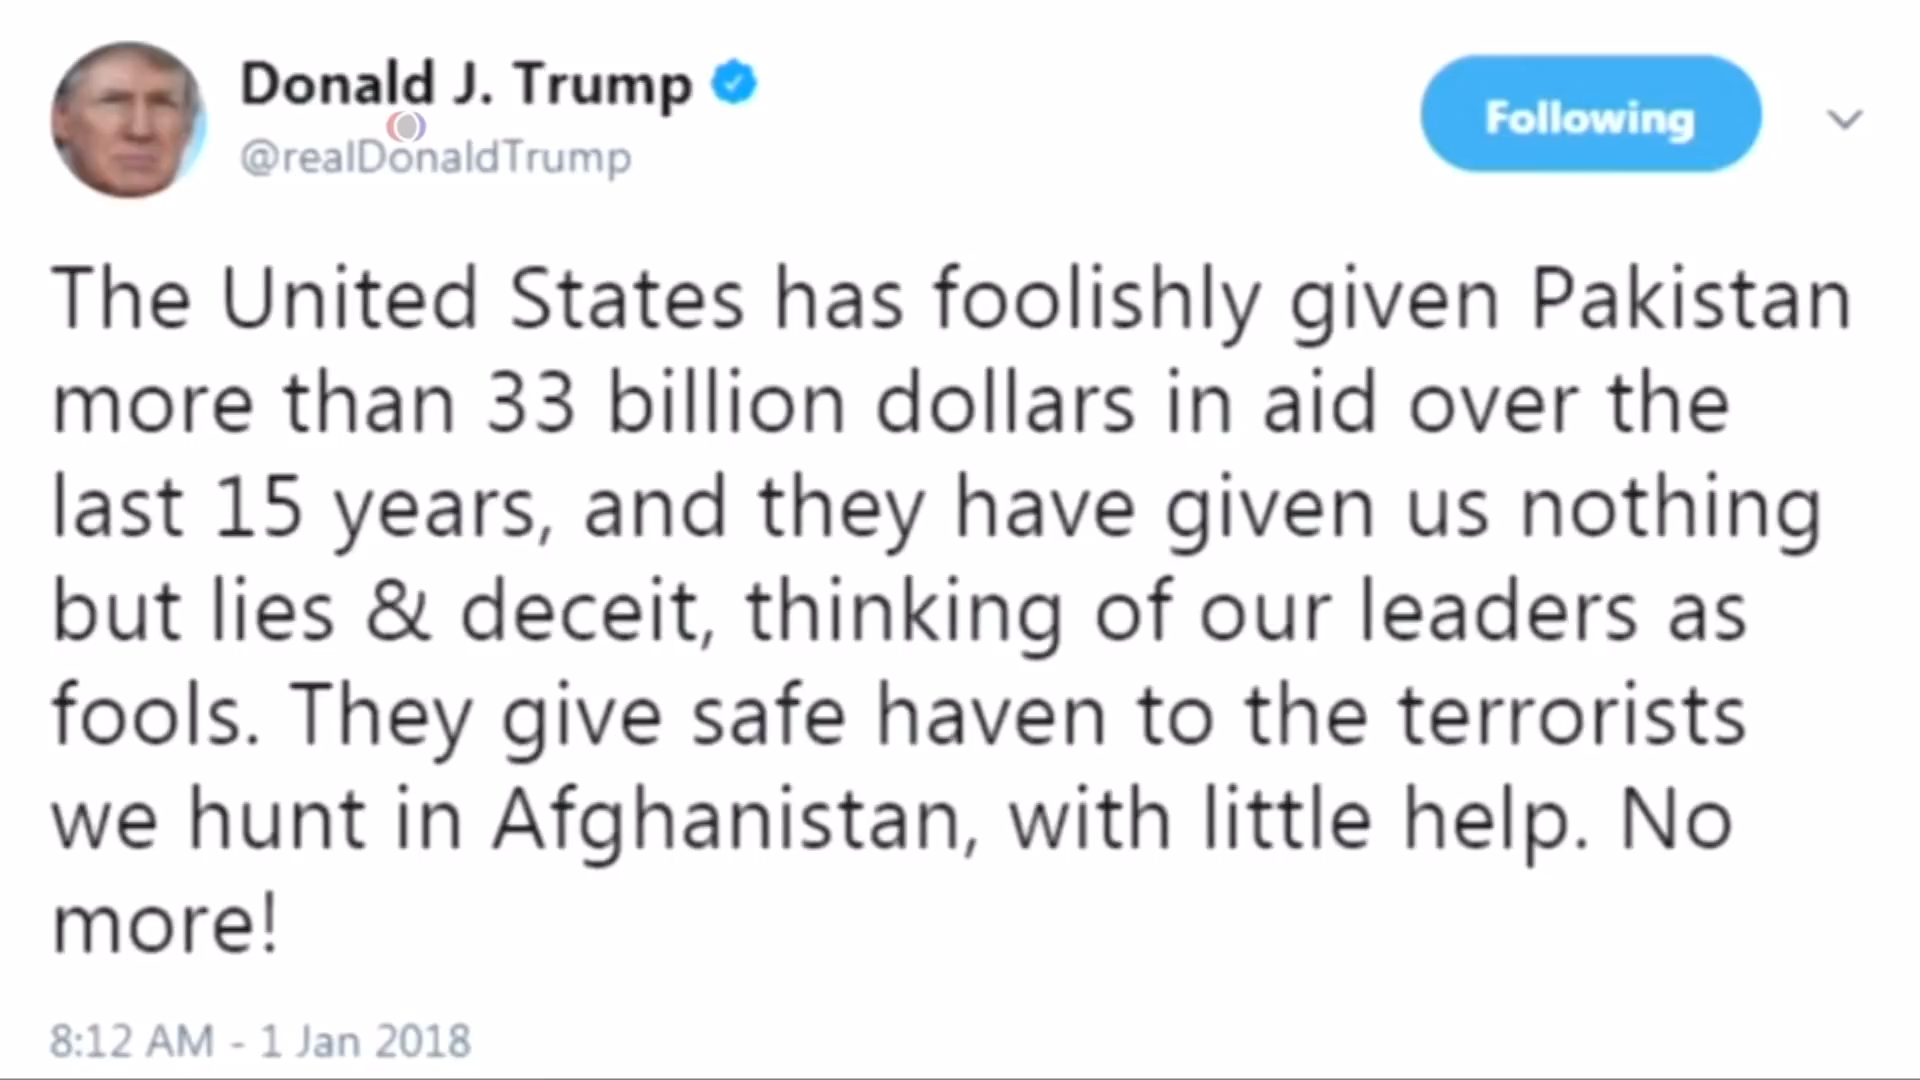 Donald J. Trump
@realDonaldTrump
Following
The United States has foolishly given Pakistan
more than 33 billion dollars in aid over the
last 15 years, and they have given us nothing
but lies & deceit, thinking of our leaders as
fools. They give safe haven to the terrorists
we hunt in Afghanistan, with little help. No
more!
8:12 AM - 1 Jan 2018